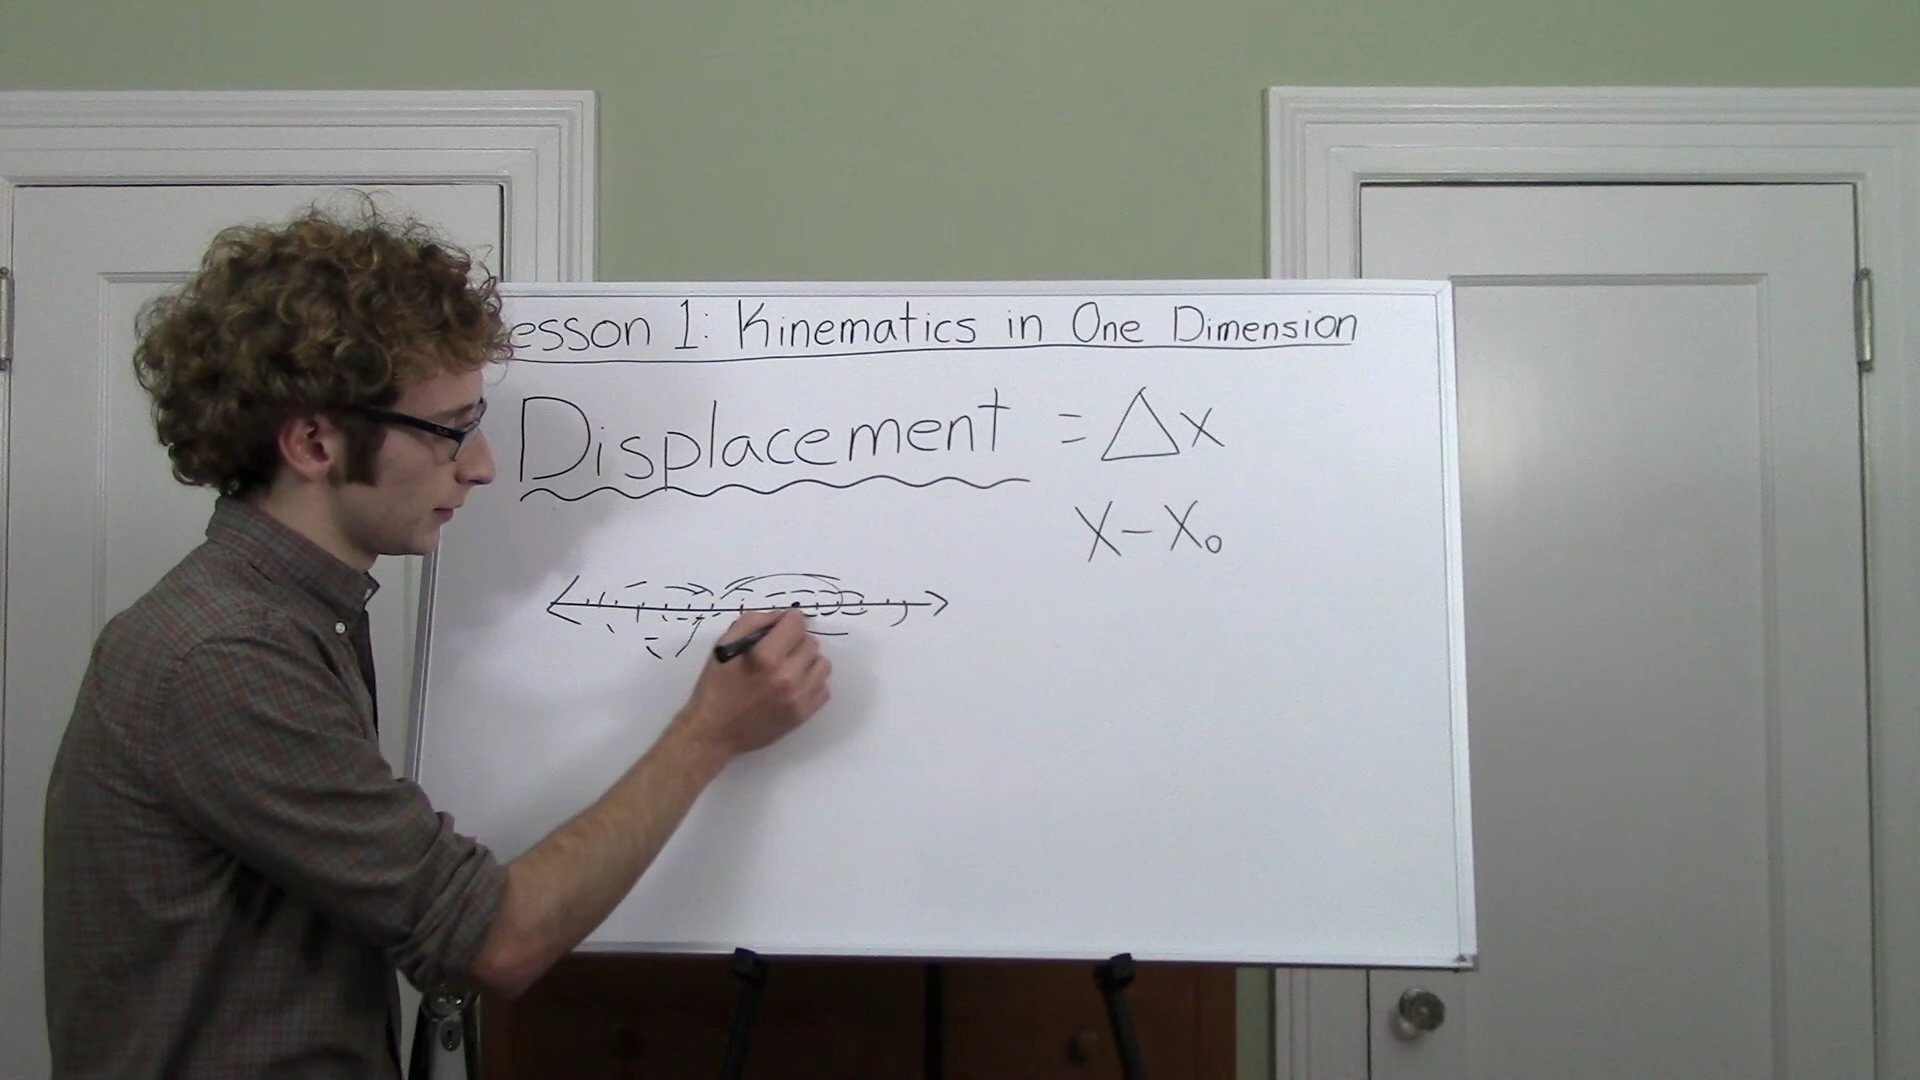 esson 1: Kinematics in One Dimension
Displacement = Δx
x - x₀